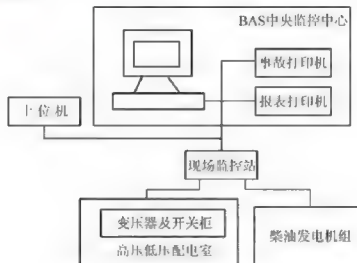 BAS中央监控中心
事故打印机
报表打印机
上位机
现场监控站
变压器及开关柜
高压低压配电室
柴油发电机组